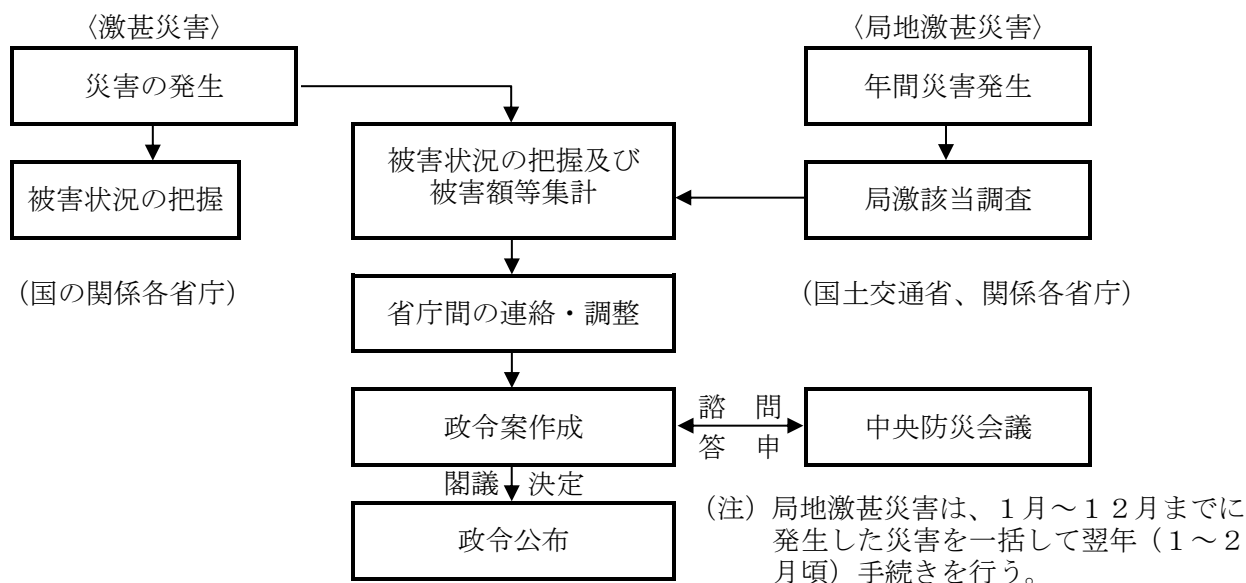 〈激甚災害〉
災害の発生
被害状況の把握
(国の関係各省庁)
〈局地激甚災害〉
年間災害発生
局激該当調査
(国土交通省、関係各省庁)
被害状況の把握及び
被害額等集計
省庁間の連絡・調整
政令案作成
諮 問
答 申
中央防災会議
閣議 決定
政令公布
(注)局地激甚災害は、1月~12月までに
発生した災害を一括して翌年(1~2
月頃)手続きを行う。